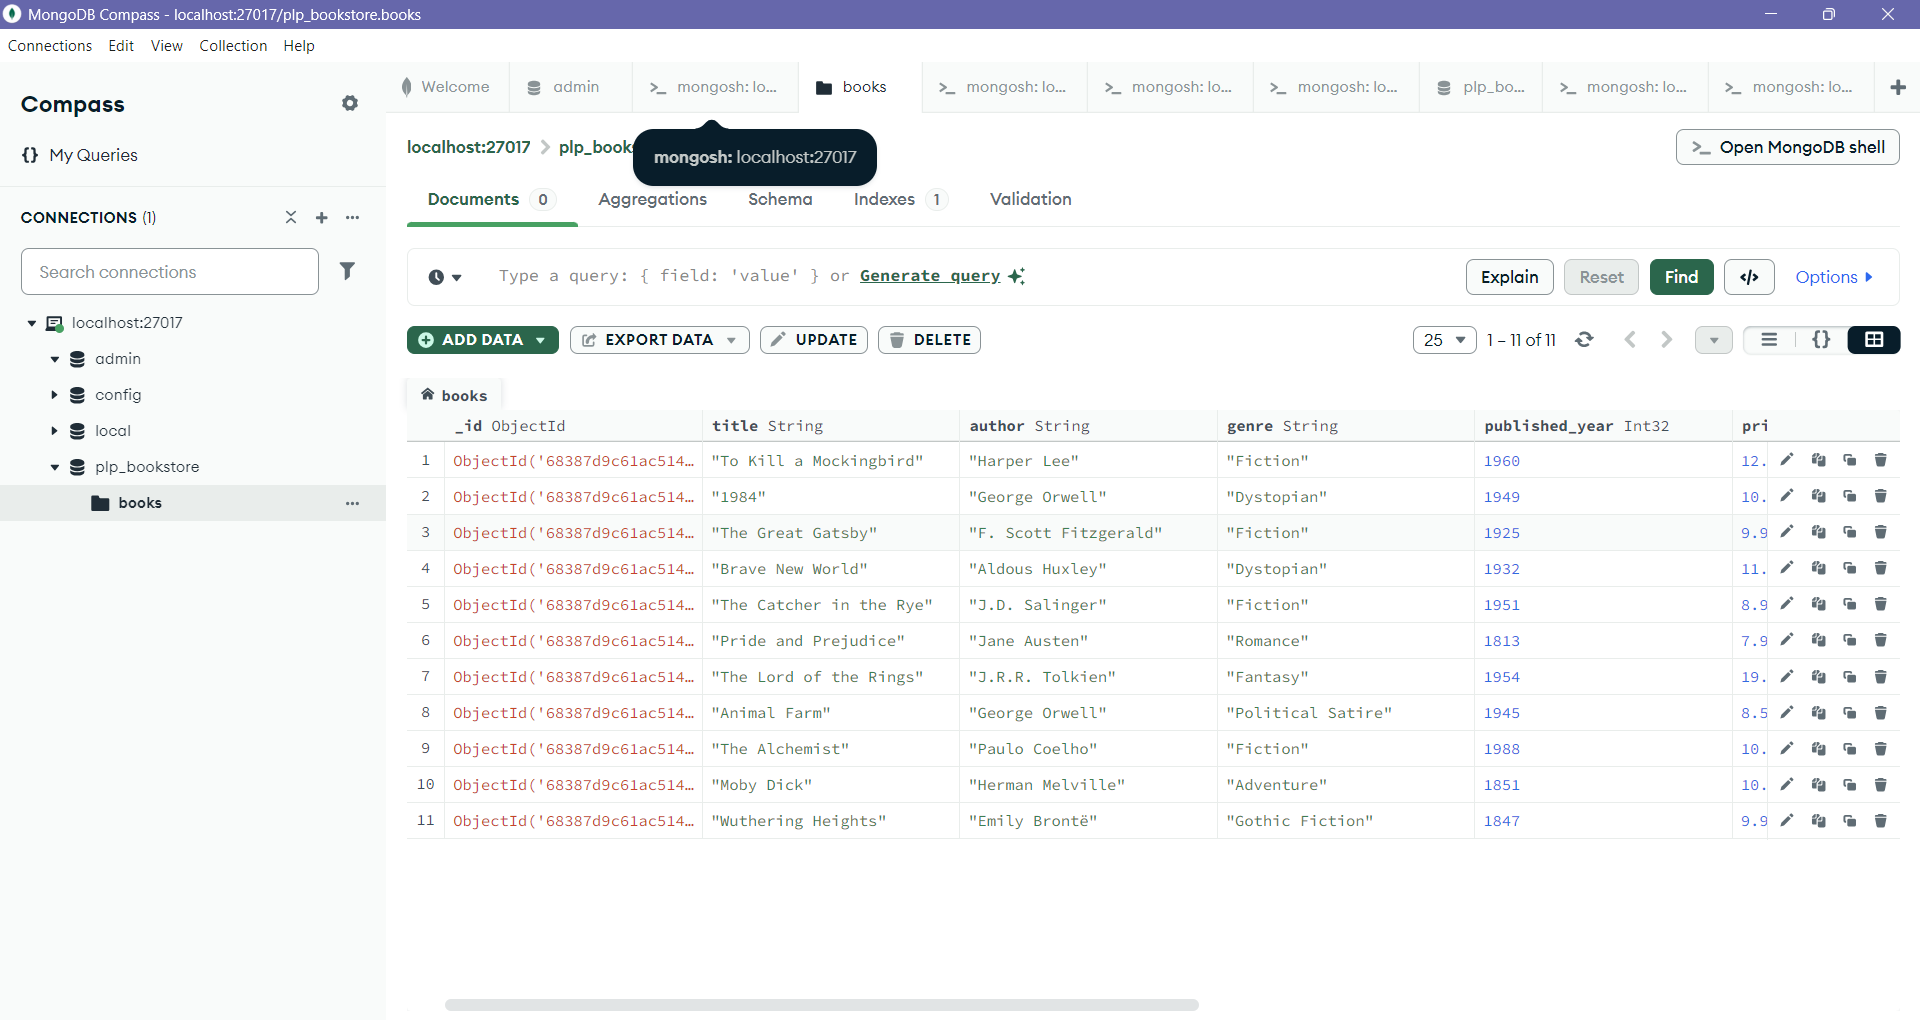 MongoDB Compass - localhost:27017/plp_bookstore.books
Connections Edit View Collection Help
Compass
{} My Queries
CONNECTIONS (1)
Search connections
localhost:27017
admin
config
local
plp_bookstore
books
Welcome admin mongosh: lo... books mongosh: lo... mongosh: lo... mongosh: lo... plp_bo... mongosh: lo... mongosh: lo...
localhost:27017 > plp_book
mongosh: localhost:27017
Open MongoDB shell
Documents 0 Aggregations Schema Indexes 1 Validation
Type a query: { field: 'value' } or Generate query
Explain Reset Find </> Options
ADD DATA EXPORT DATA UPDATE DELETE
25 1 – 11 of 11 {}
books
_id ObjectId title String author String genre String published_year Int32 pri
1 ObjectId('68387d9c61ac514… "To Kill a Mockingbird" "Harper Lee" "Fiction" 1960 12.
2 ObjectId('68387d9c61ac514… "1984" "George Orwell" "Dystopian" 1949 10.
3 ObjectId('68387d9c61ac514… "The Great Gatsby" "F. Scott Fitzgerald" "Fiction" 1925 9.9
4 ObjectId('68387d9c61ac514… "Brave New World" "Aldous Huxley" "Dystopian" 1932 11.
5 ObjectId('68387d9c61ac514… "The Catcher in the Rye" "J.D. Salinger" "Fiction" 1951 8.9
6 ObjectId('68387d9c61ac514… "Pride and Prejudice" "Jane Austen" "Romance" 1813 7.9
7 ObjectId('68387d9c61ac514… "The Lord of the Rings" "J.R.R. Tolkien" "Fantasy" 1954 19.
8 ObjectId('68387d9c61ac514… "Animal Farm" "George Orwell" "Political Satire" 1945 8.5
9 ObjectId('68387d9c61ac514… "The Alchemist" "Paulo Coelho" "Fiction" 1988 10.
10 ObjectId('68387d9c61ac514… "Moby Dick" "Herman Melville" "Adventure" 1851 10.
11 ObjectId('68387d9c61ac514… "Wuthering Heights" "Emily Brontë" "Gothic Fiction" 1847 9.9